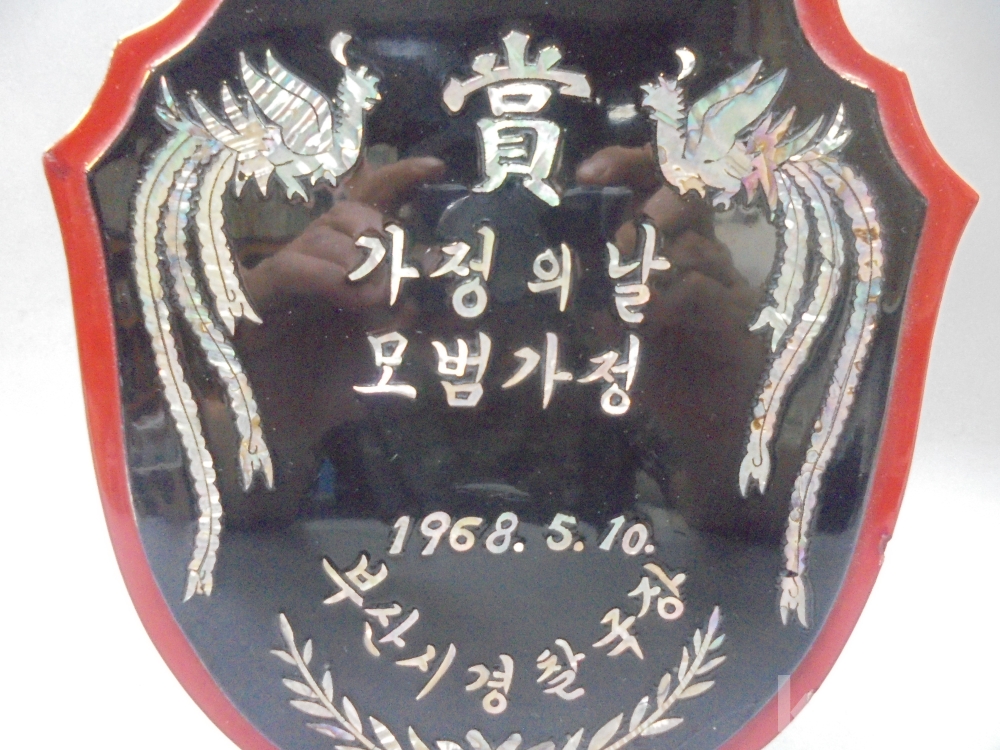 賞
가정의 날
모범가정
1968. 5. 10.
부산시경찰국장